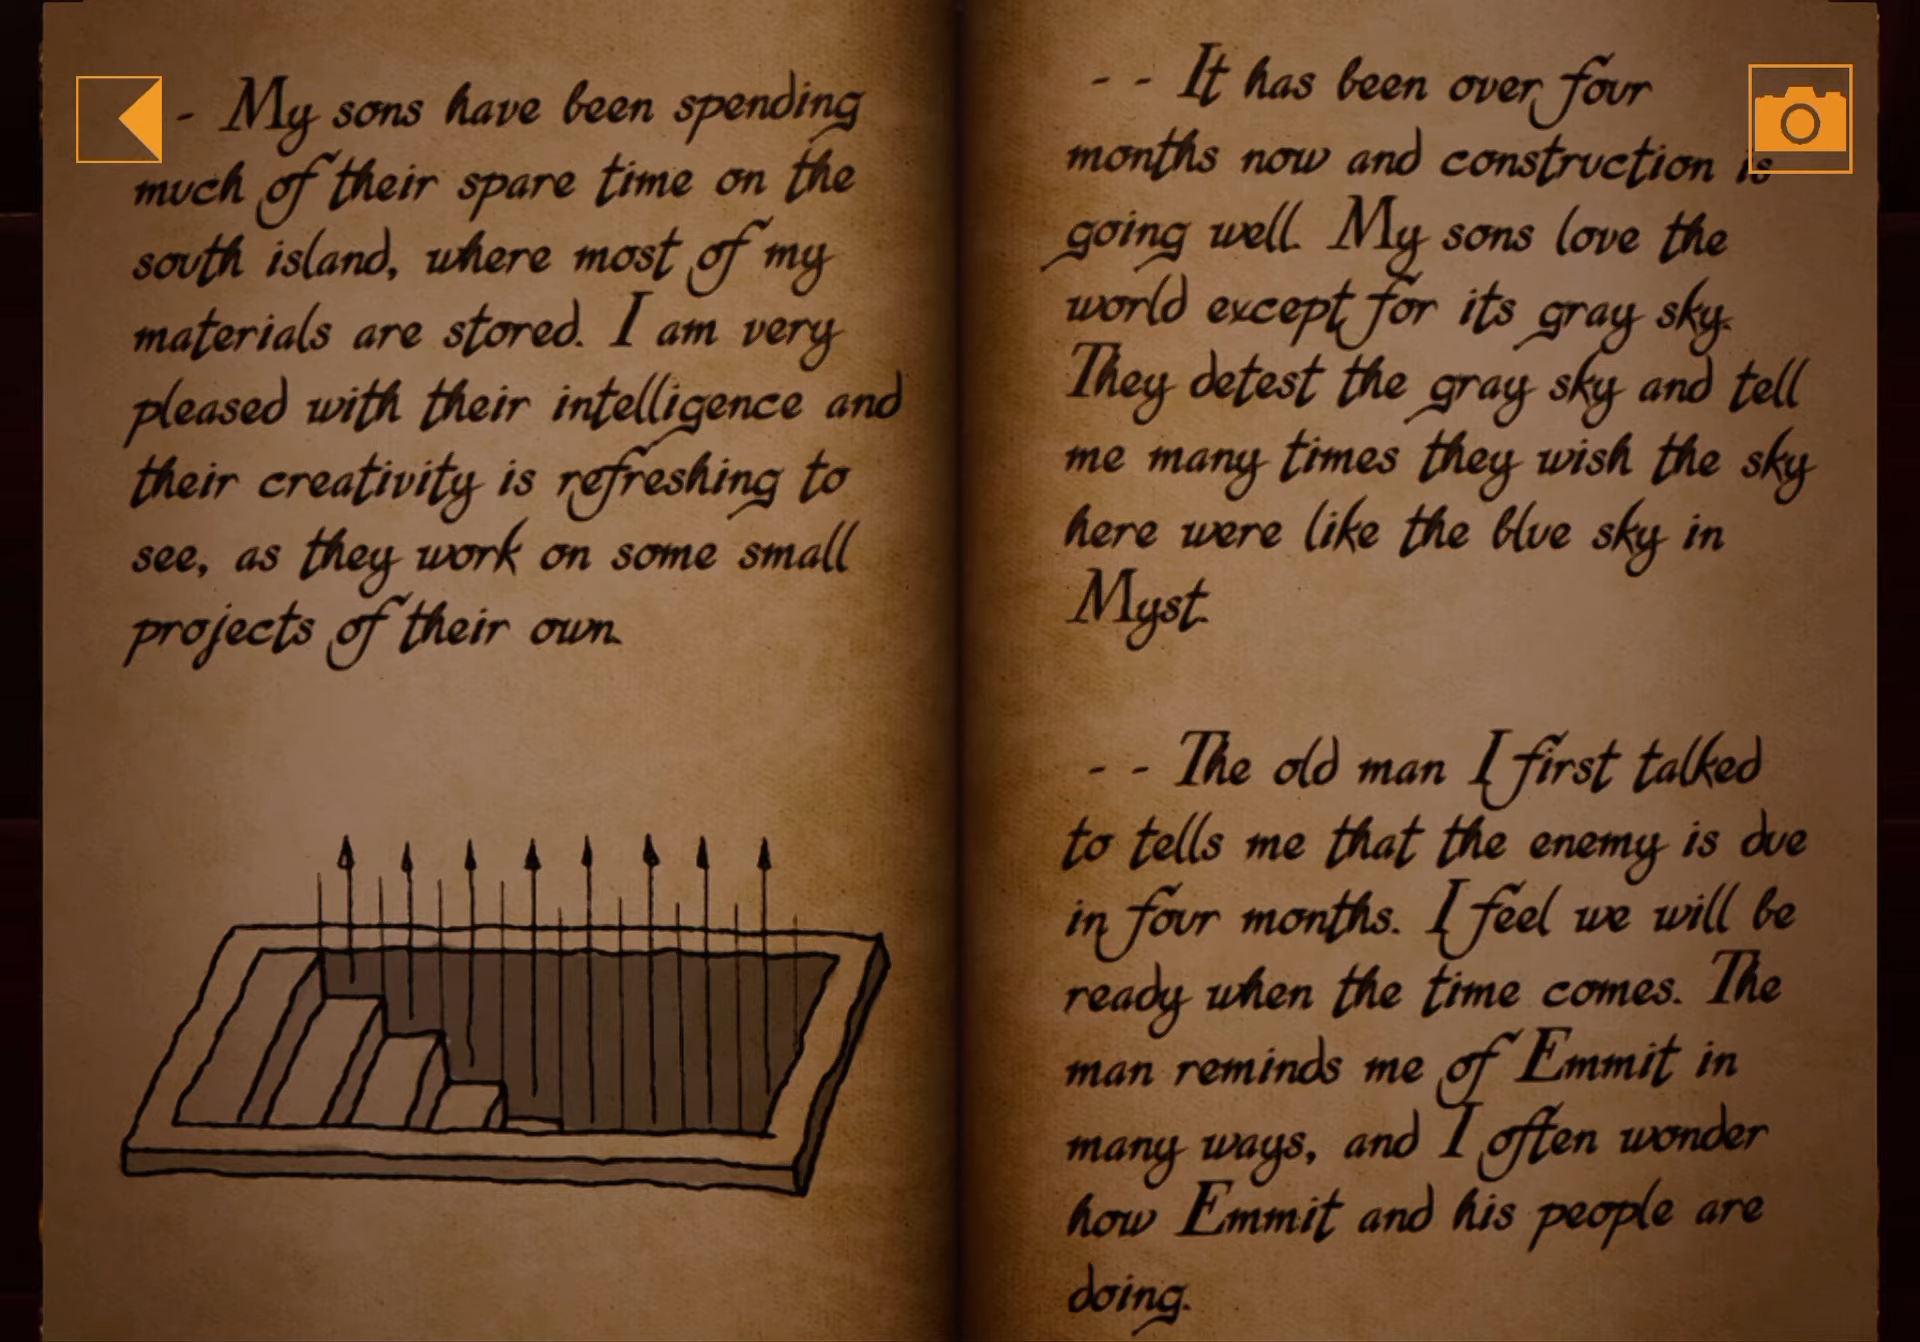 - My sons have been spending
much of their spare time on the
south island, where most of my
materials are stored. I am very
pleased with their intelligence and
their creativity is refreshing to
see, as they work on some small
projects of their own.
- - It has been over four
months now and construction is
going well. My sons love the
world except for its gray sky.
They detest the gray sky and tell
me many times they wish the sky
here were like the blue sky in
Myst.
- - The old man I first talked
to tells me that the enemy is due
in four months. I feel we will be
ready when the time comes. The
man reminds me of Emmit in
many ways, and I often wonder
how Emmit and his people are
doing.